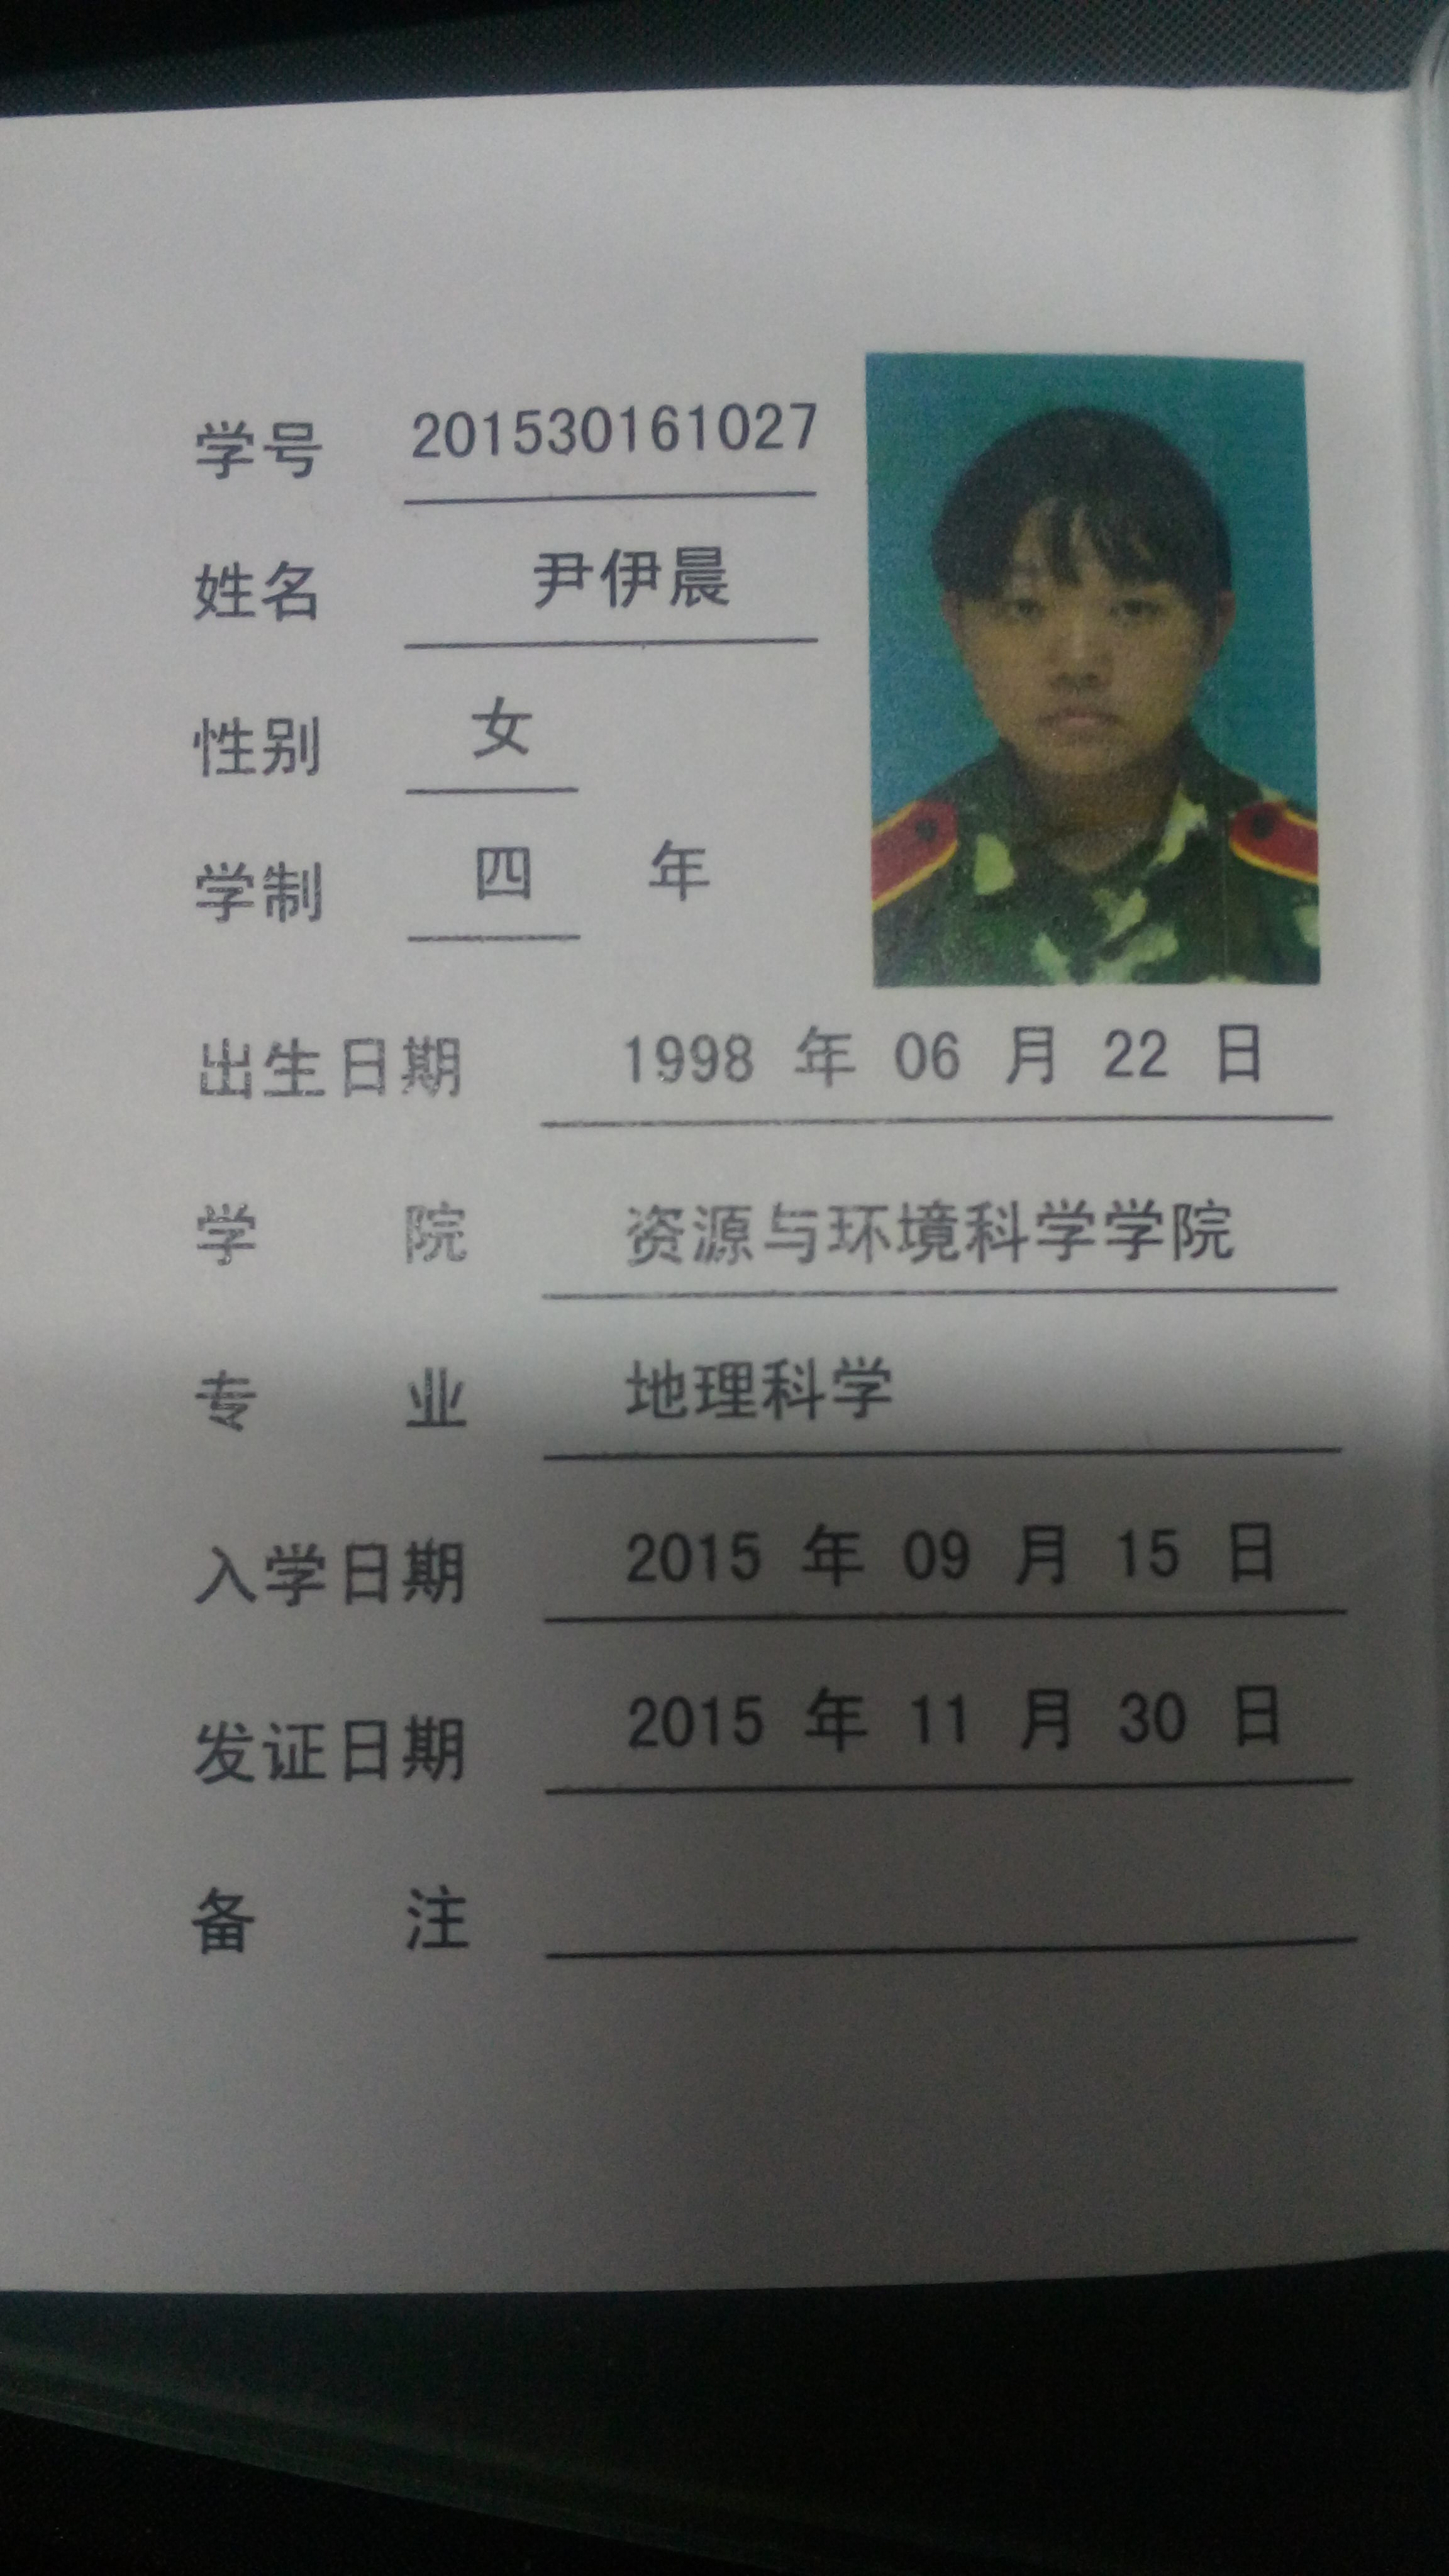 学号 201530161027
姓名 尹伊晨
性别 女
学制 四 年
出生日期 1998 年 06 月 22 日
学 院 资源与环境科学学院
专 业 地理科学
入学日期 2015 年 09 月 15 日
发证日期 2015 年 11 月 30 日
备 注